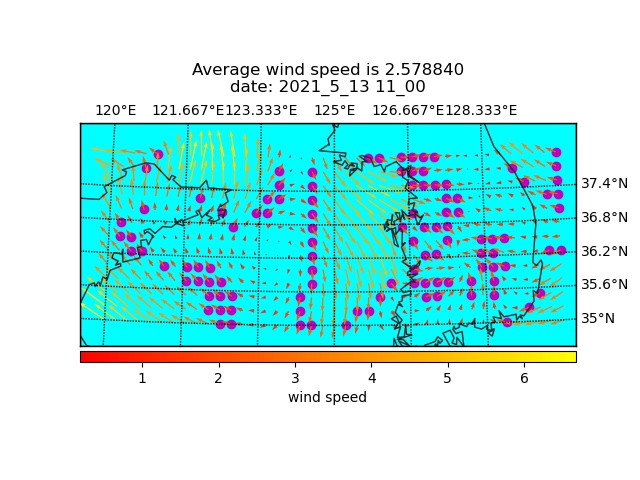 Average wind speed is 2.578840
date: 2021_5_13 11_00
120°E 121.667°E 123.333°E 125°E 126.667°E 128.333°E
37.4°N
36.8°N
36.2°N
35.6°N
35°N
1 2 3 4 5 6
wind speed